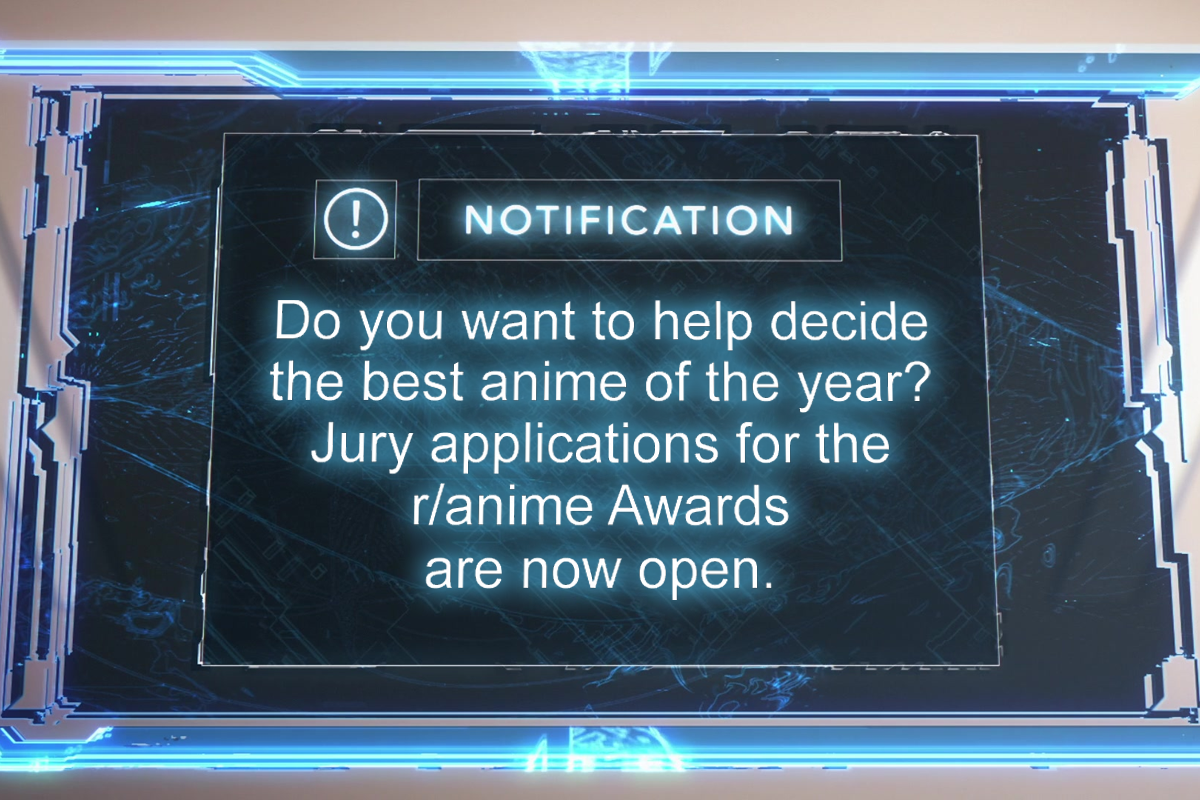 !
NOTIFICATION
Do you want to help decide
the best anime of the year?
Jury applications for the
r/anime Awards
are now open.